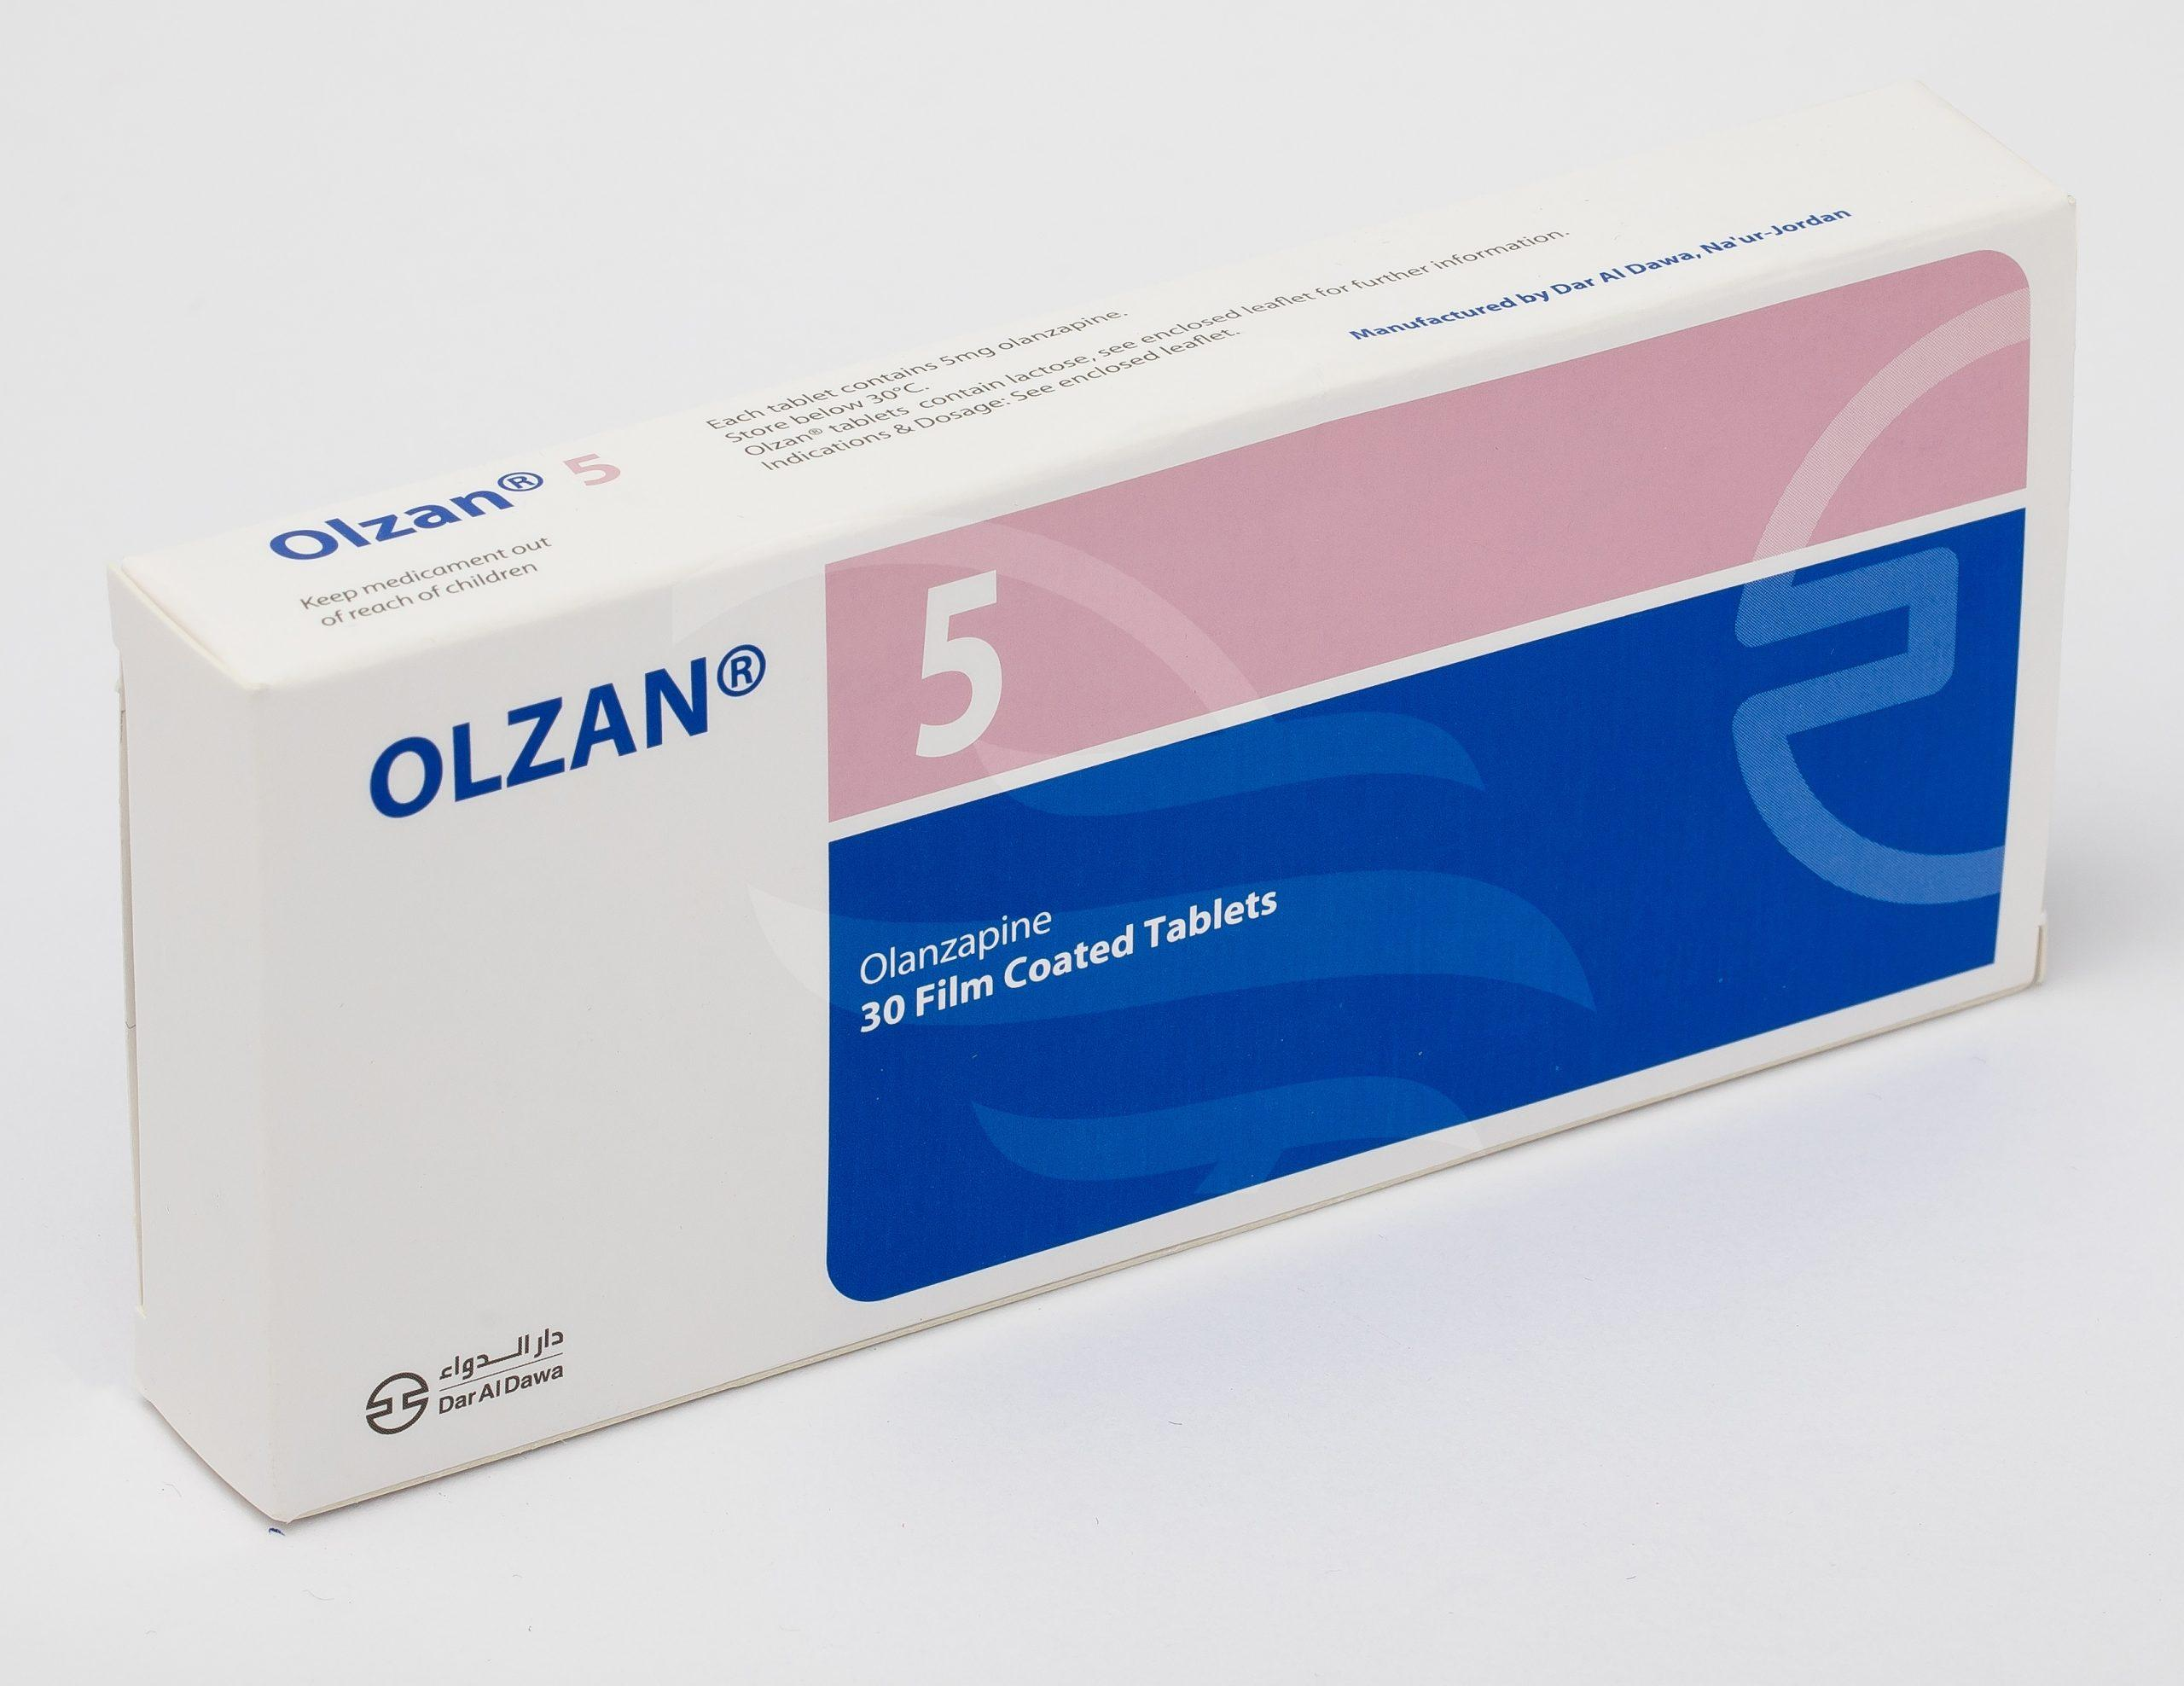 Olzan® 5
Keep medicament out
of reach of children
Each tablet contains 5mg olanzapine.
Store below 30°C.
Olzan® tablets contain lactose, see enclosed leaflet for further information.
Indications & Dosage: See enclosed leaflet.
Manufactured by Dar Al Dawa, Na'ur-Jordan
OLZAN®
5
Olanzapine
30 Film Coated Tablets
دار الـدواء
Dar Al Dawa